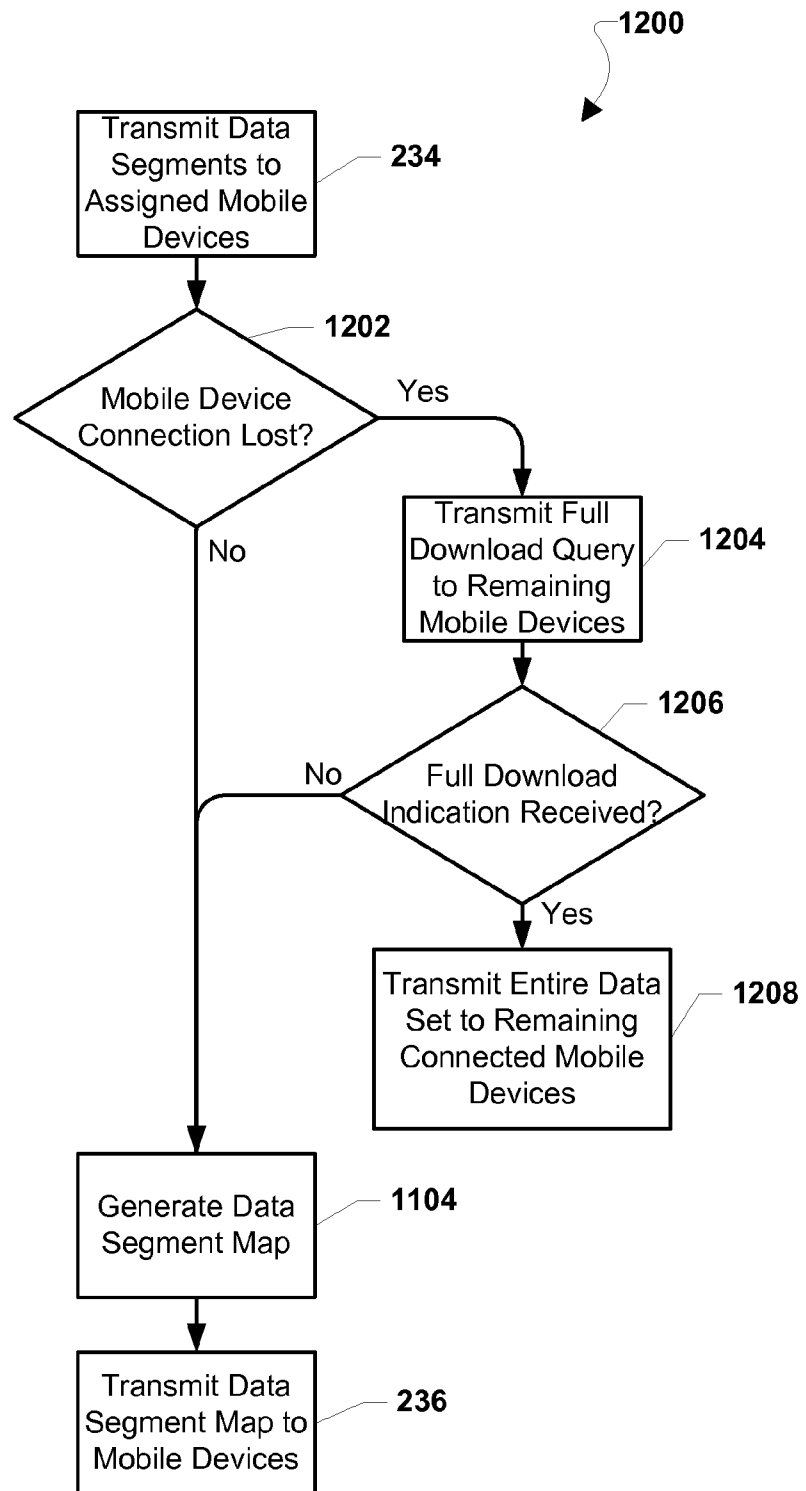 1200
Transmit Data
Segments to
Assigned Mobile
Devices
234
1202
Mobile Device
Connection Lost?
Yes
No
Transmit Full
Download Query
to Remaining
Mobile Devices
1204
1206
Full Download
Indication Received?
No
Yes
Transmit Entire Data
Set to Remaining
Connected Mobile
Devices
1208
Generate Data
Segment Map
1104
Transmit Data
Segment Map to
Mobile Devices
236